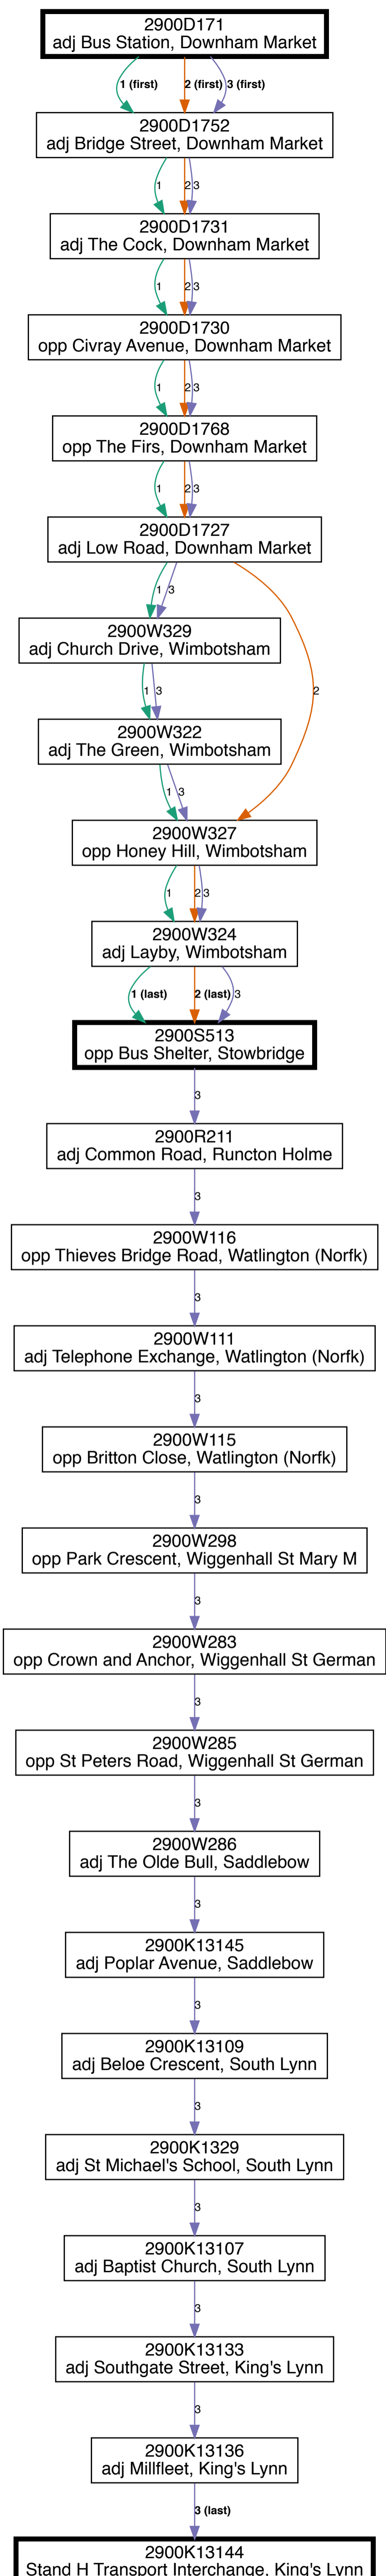 2900D171
adj Bus Station, Downham Market
1 (first)
2 (first)
3 (first)
2900D1752
adj Bridge Street, Downham Market
1
2
3
2900D1731
adj The Cock, Downham Market
1
2
3
2900D1730
opp Civray Avenue, Downham Market
1
2
3
2900D1768
opp The Firs, Downham Market
1
2
3
2900D1727
adj Low Road, Downham Market
1
3
2900W329
adj Church Drive, Wimbotsham
2
1
3
2900W322
adj The Green, Wimbotsham
1
3
2900W327
opp Honey Hill, Wimbotsham
1
2
3
2900W324
adj Layby, Wimbotsham
1 (last)
2 (last)
3
2900S513
opp Bus Shelter, Stowbridge
3
2900R211
adj Common Road, Runcton Holme
3
2900W116
opp Thieves Bridge Road, Watlington (Norfk)
3
2900W111
adj Telephone Exchange, Watlington (Norfk)
3
2900W115
opp Britton Close, Watlington (Norfk)
3
2900W298
opp Park Crescent, Wiggenhall St Mary M
3
2900W283
opp Crown and Anchor, Wiggenhall St German
3
2900W285
opp St Peters Road, Wiggenhall St German
3
2900W286
adj The Olde Bull, Saddlebow
3
2900K13145
adj Poplar Avenue, Saddlebow
3
2900K13109
adj Beloe Crescent, South Lynn
3
2900K1329
adj St Michael's School, South Lynn
3
2900K13107
adj Baptist Church, South Lynn
3
2900K13133
adj Southgate Street, King's Lynn
3
2900K13136
adj Millfleet, King's Lynn
3 (last)
2900K13144
Stand H Transport Interchange, King's Lynn